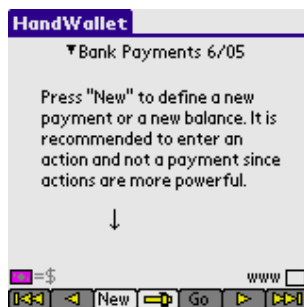 HandWallet
▼Bank Payments 6/05
Press "New" to define a new
payment or a new balance. It is
recommended to enter an
action and not a payment since
actions are more powerful.
↓
=$ www
New Go